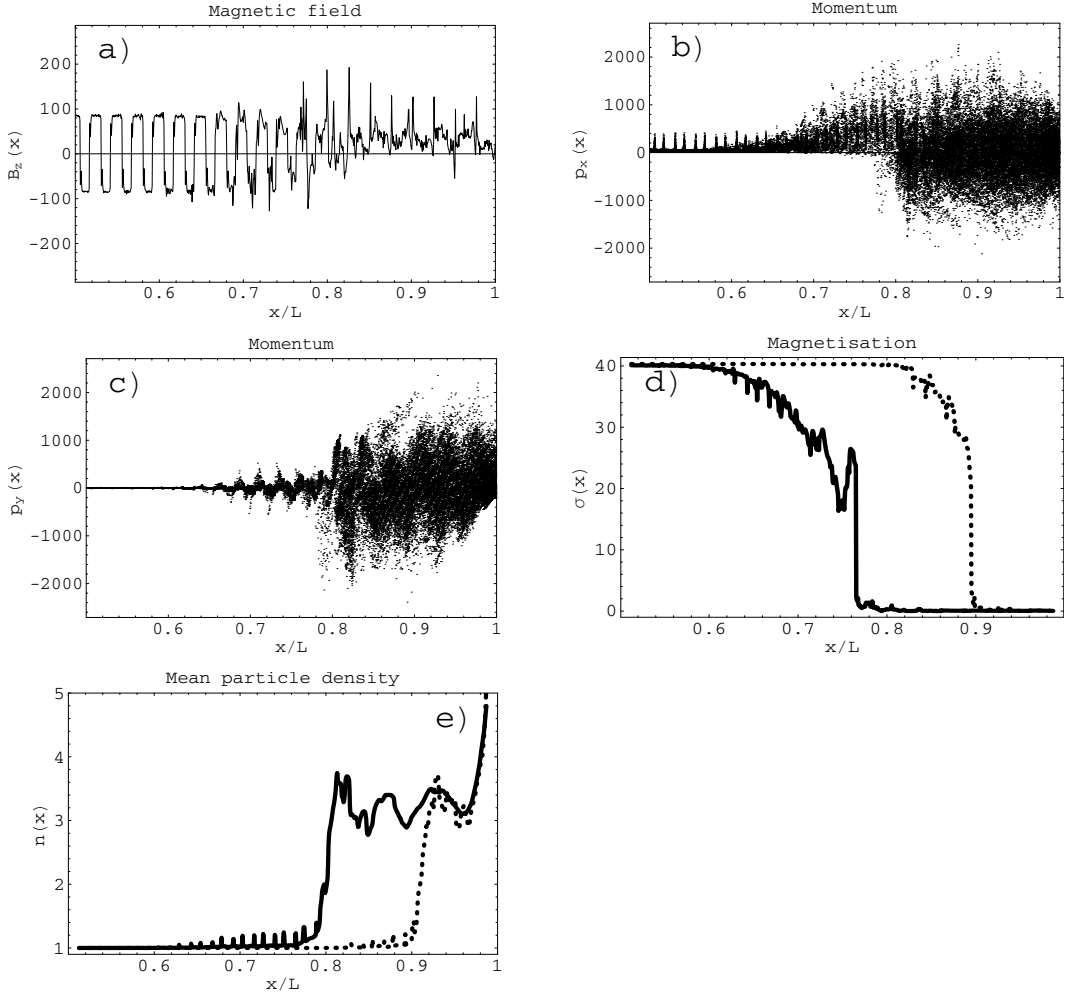 Magnetic field
a)
200
100
0
-100
-200
B_z (x)
0.6 0.7 0.8 0.9 1
x/L
Momentum
b)
2000
1000
0
-1000
-2000
p_x (x)
0.6 0.7 0.8 0.9 1
x/L
Momentum
c)
2000
1000
0
-1000
-2000
p_y (x)
0.6 0.7 0.8 0.9 1
x/L
Magnetisation
d)
40
30
20
10
0
σ(x)
0.6 0.7 0.8 0.9
x/L
Mean particle density
e)
5
4
3
2
1
n(x)
0.6 0.7 0.8 0.9 1
x/L